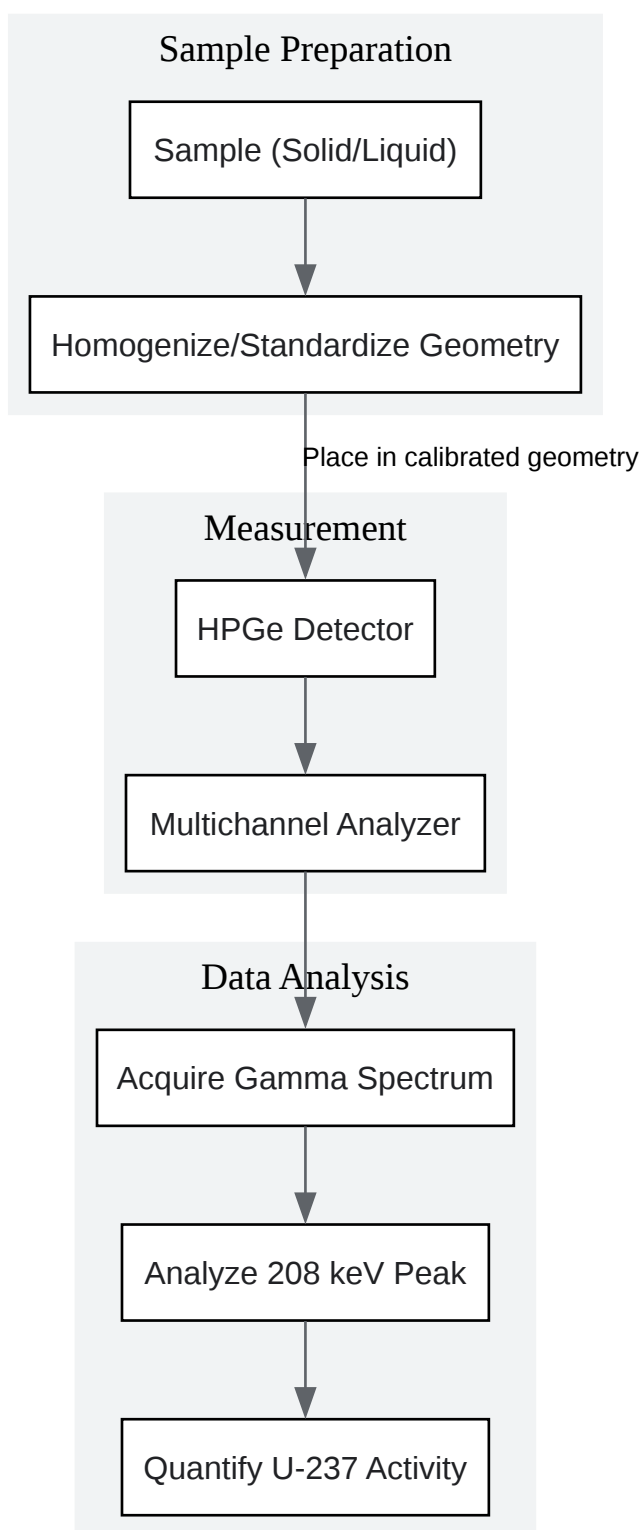 Sample Preparation
Sample (Solid/Liquid)
Homogenize/Standardize Geometry
Place in calibrated geometry
Measurement
HPGe Detector
Multichannel Analyzer
Data Analysis
Acquire Gamma Spectrum
Analyze 208 keV Peak
Quantify U-237 Activity